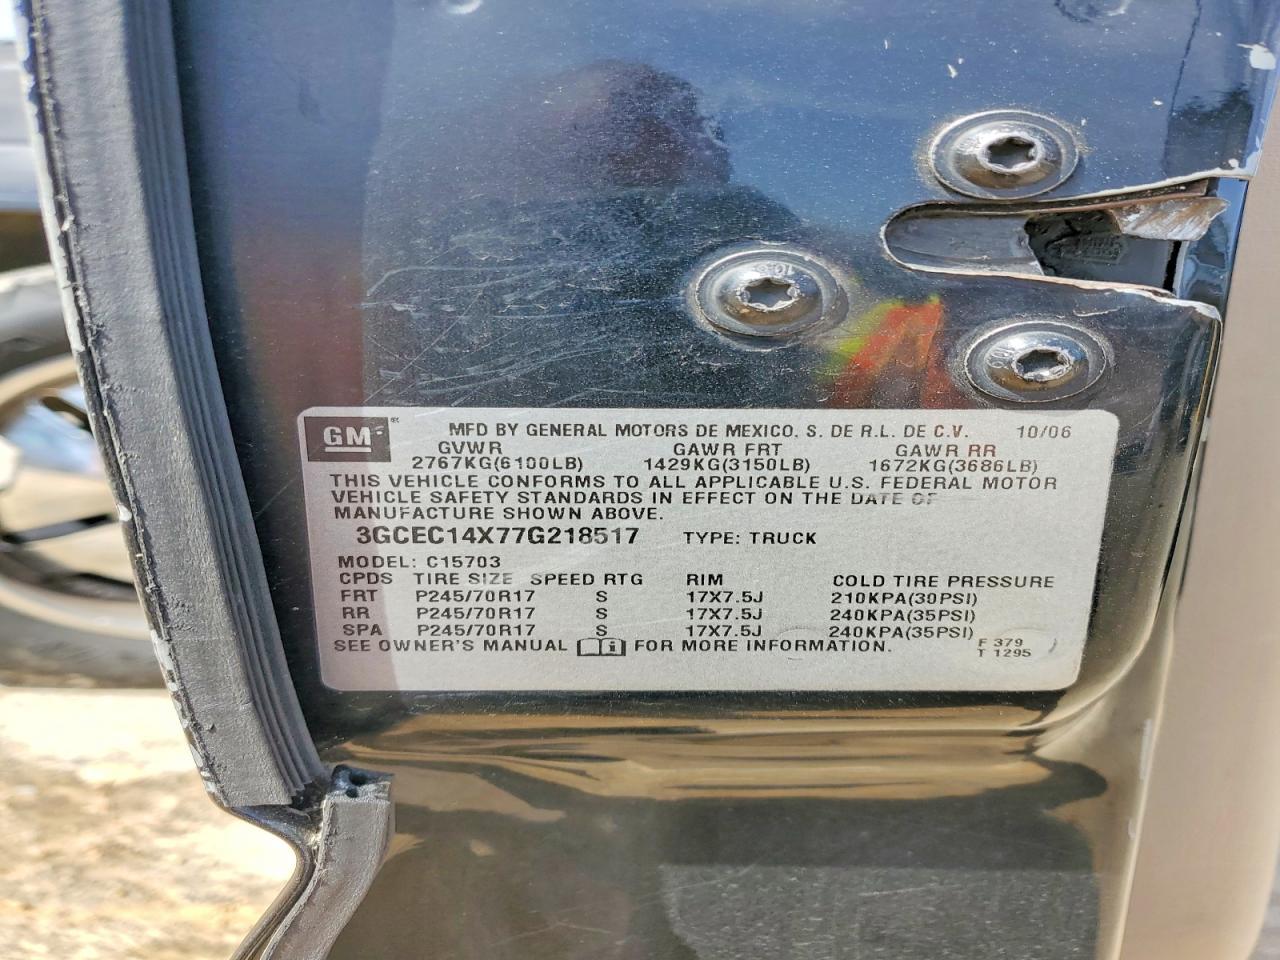 GM® MFD BY GENERAL MOTORS DE MEXICO, S. DE R.L. DE C.V. 10/06
GVWR GAWR FRT GAWR RR
2767KG(6100LB) 1429KG(3150LB) 1672KG(3686LB)
THIS VEHICLE CONFORMS TO ALL APPLICABLE U.S. FEDERAL MOTOR
VEHICLE SAFETY STANDARDS IN EFFECT ON THE DATE OF
MANUFACTURE SHOWN ABOVE.
3GCEC14X77G218517 TYPE: TRUCK
MODEL: C15703
CPDS TIRE SIZE SPEED RTG RIM COLD TIRE PRESSURE
FRT P245/70R17 S 17X7.5J 210KPA(30PSI)
RR P245/70R17 S 17X7.5J 240KPA(35PSI)
SPA P245/70R17 S 17X7.5J 240KPA(35PSI)
SEE OWNER'S MANUAL i FOR MORE INFORMATION. F 379
T 1295